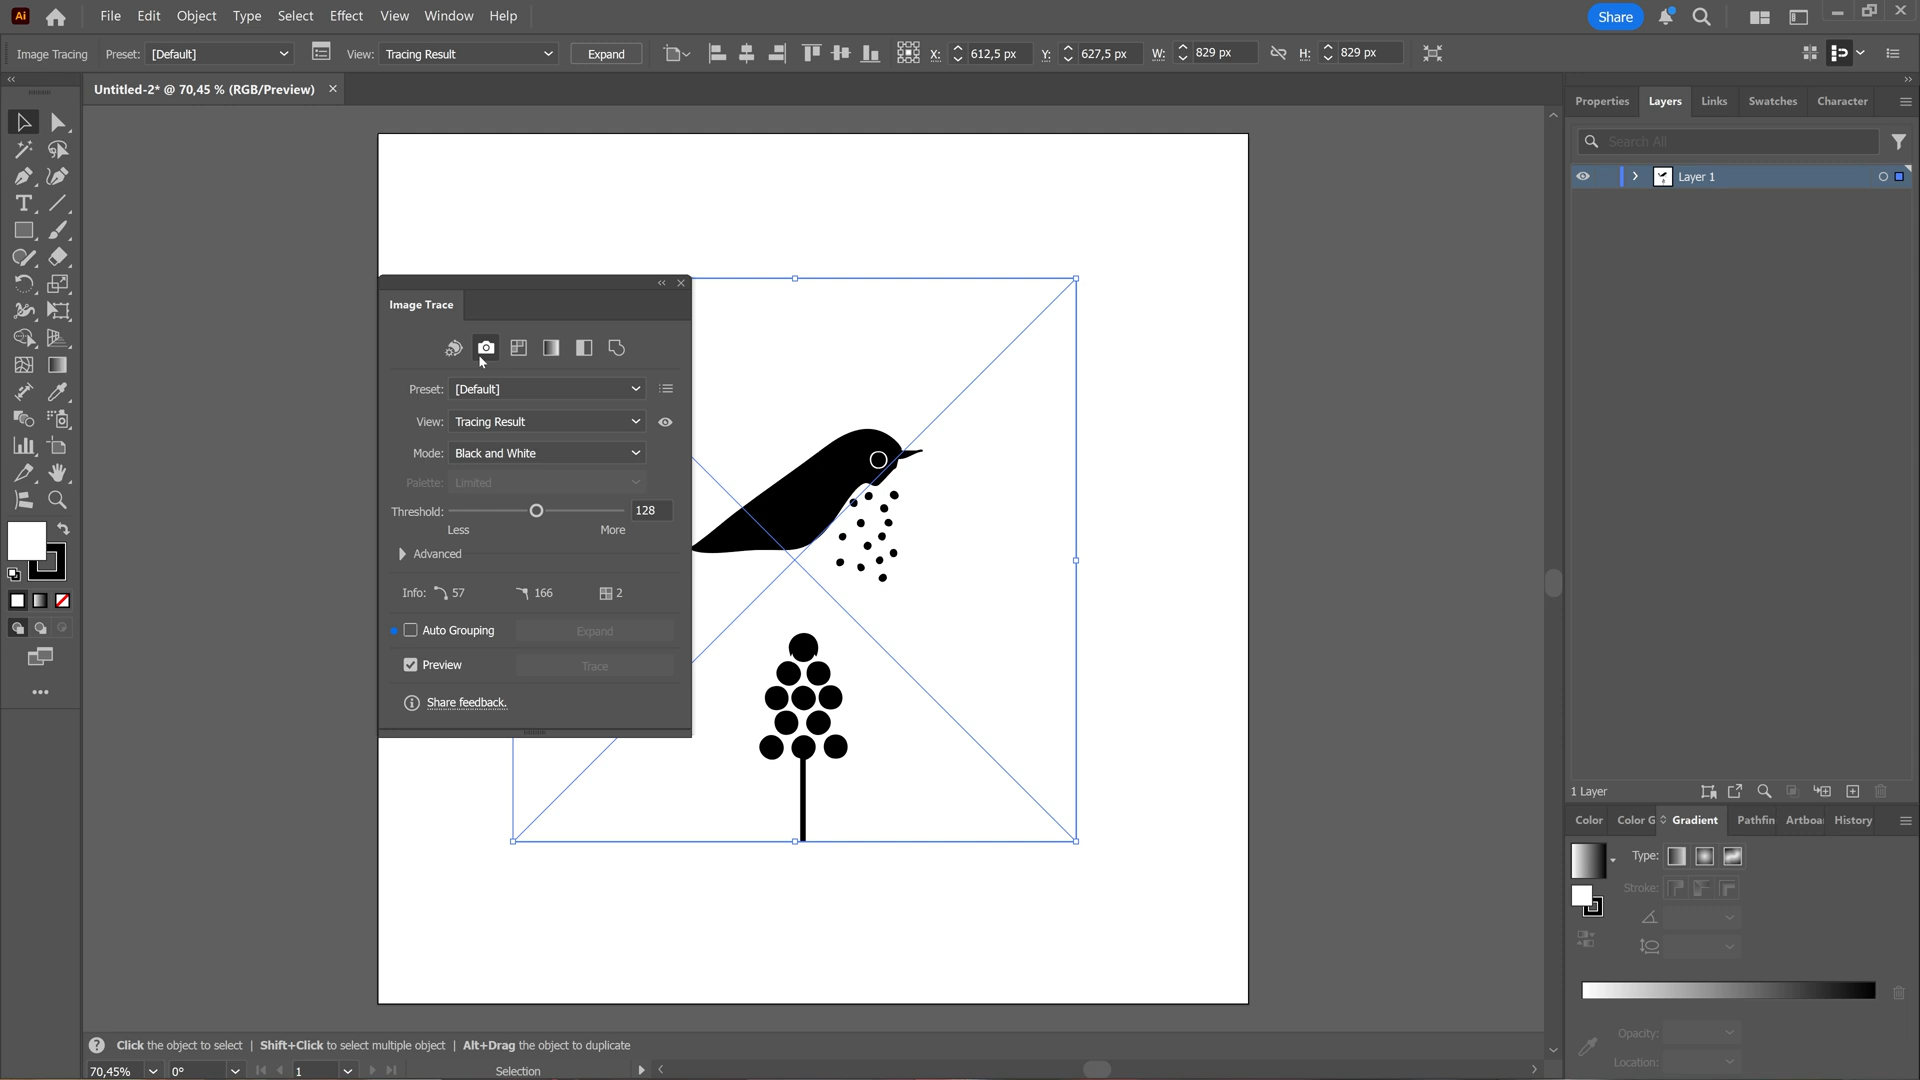 Ai File Edit Object Type Select Effect View Window Help Share
Image Tracing Preset: [Default] View: Tracing Result Expand X: 612,5 px Y: 627,5 px W: 829 px H: 829 px
Untitled-2* @ 70,45 % (RGB/Preview)
Properties Layers Links Swatches Character
Search All
Layer 1
Image Trace
Preset: [Default]
View: Tracing Result
Mode: Black and White
Palette: Limited
Threshold: 128
Less More
Advanced
Info: 57 166 2
Auto Grouping Expand
Preview Trace
Share feedback.
1 Layer
Color Color G Gradient Pathfin Artboa History
Type:
Stroke:
Opacity:
Location:
Click the object to select | Shift+Click to select multiple object | Alt+Drag the object to duplicate
70,45% 0° 1 Selection